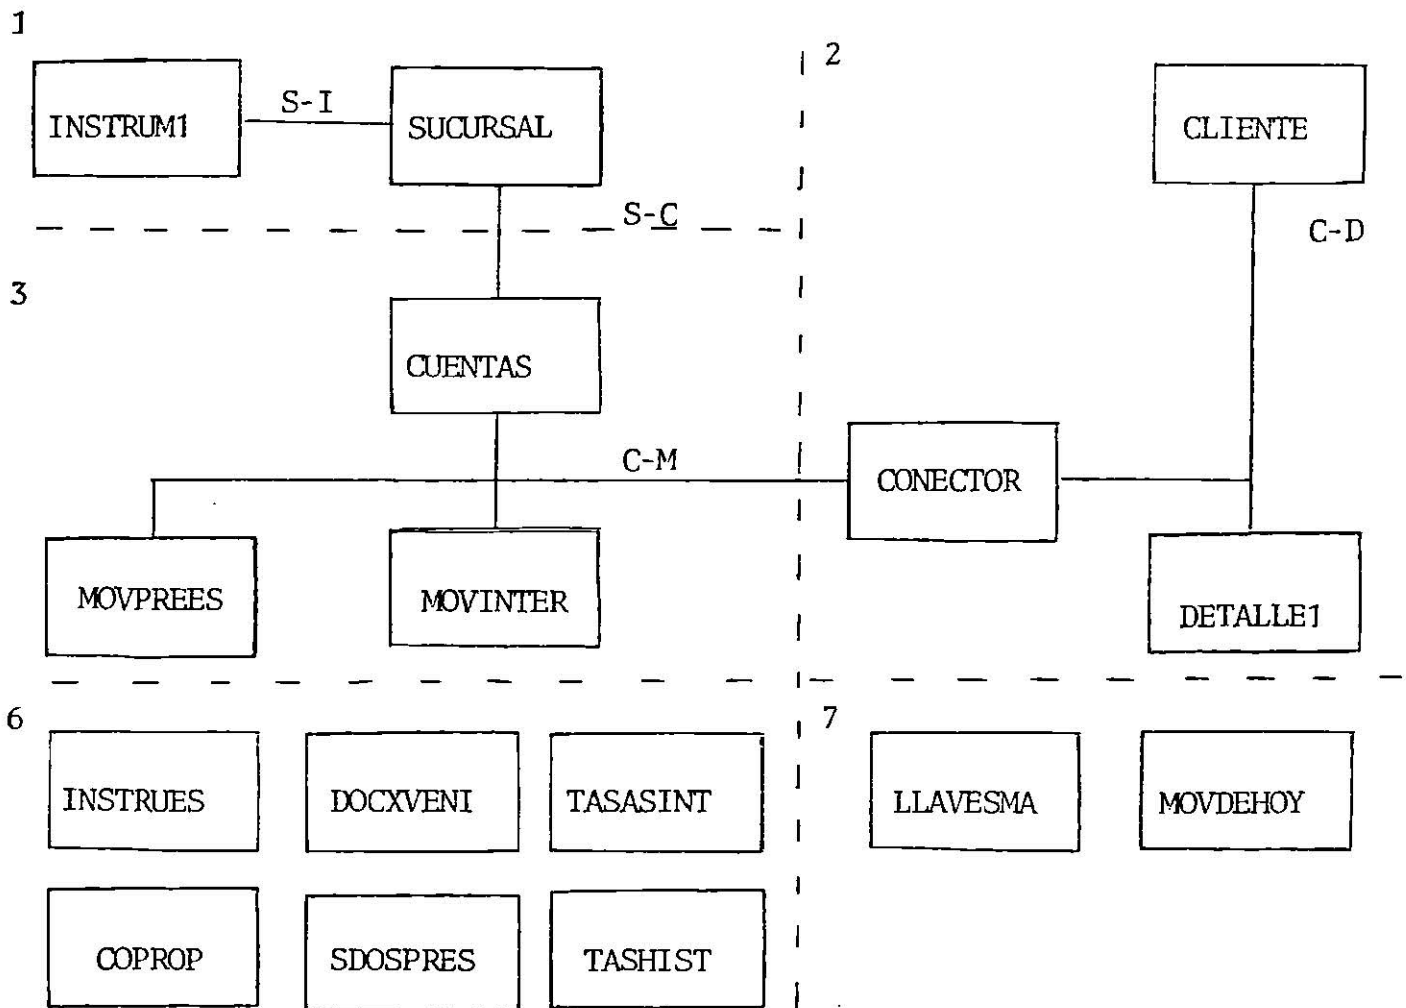 1
2
INSTRUM1
S-I
SUCURSAL
CLIENTE
S-C
C-D
3
CUENTAS
C-M
CONECTOR
MOVPREES
MOVINTER
DETALLE1
6
7
INSTRUES
DOCXVENI
TASASINT
LLAVESMA
MOVDEHOY
COPROP
SDOSPRES
TASHIST